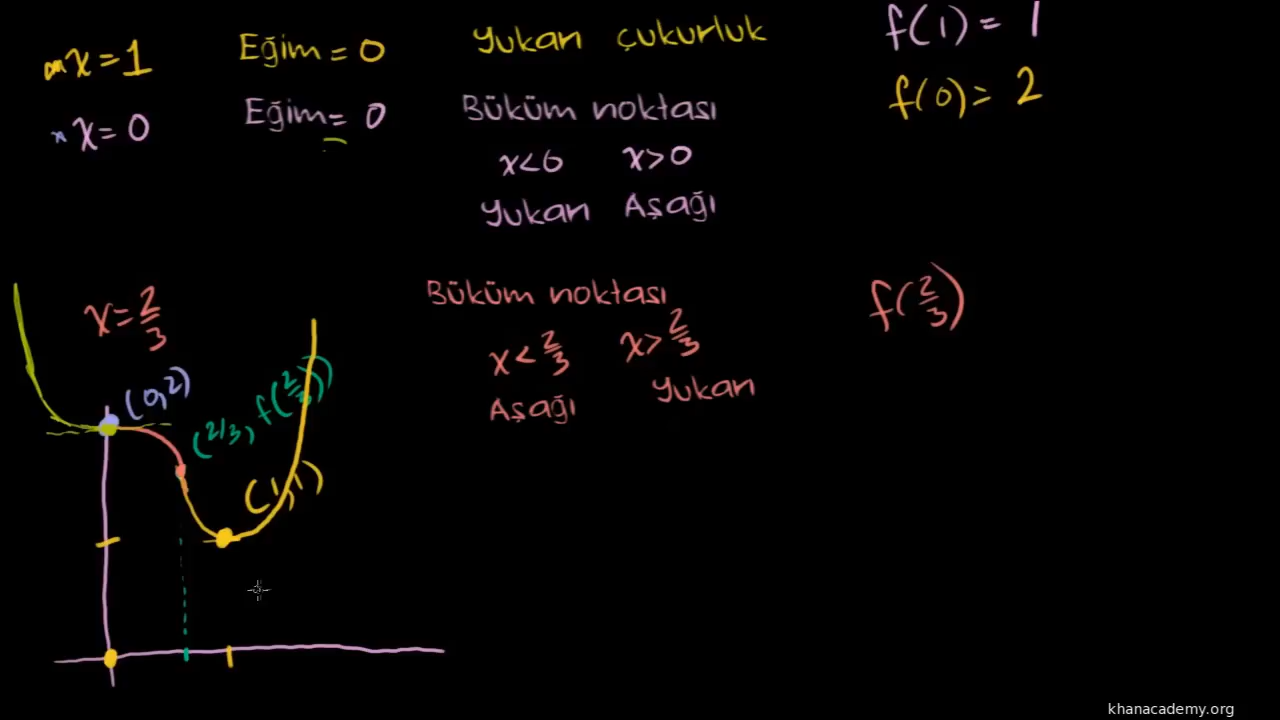 x=1 Eğim = 0 Yukarı çukurluk f(1) = 1
x=0 Eğim = 0 Büküm noktası f(0) = 2
x<0 x>0
Yukarı Aşağı
x=2/3 Büküm noktası f(2/3)
x<2/3 x>2/3
Aşağı Yukarı
(0,2)
(2/3, f(2/3))
(1,1)
khanacademy.org